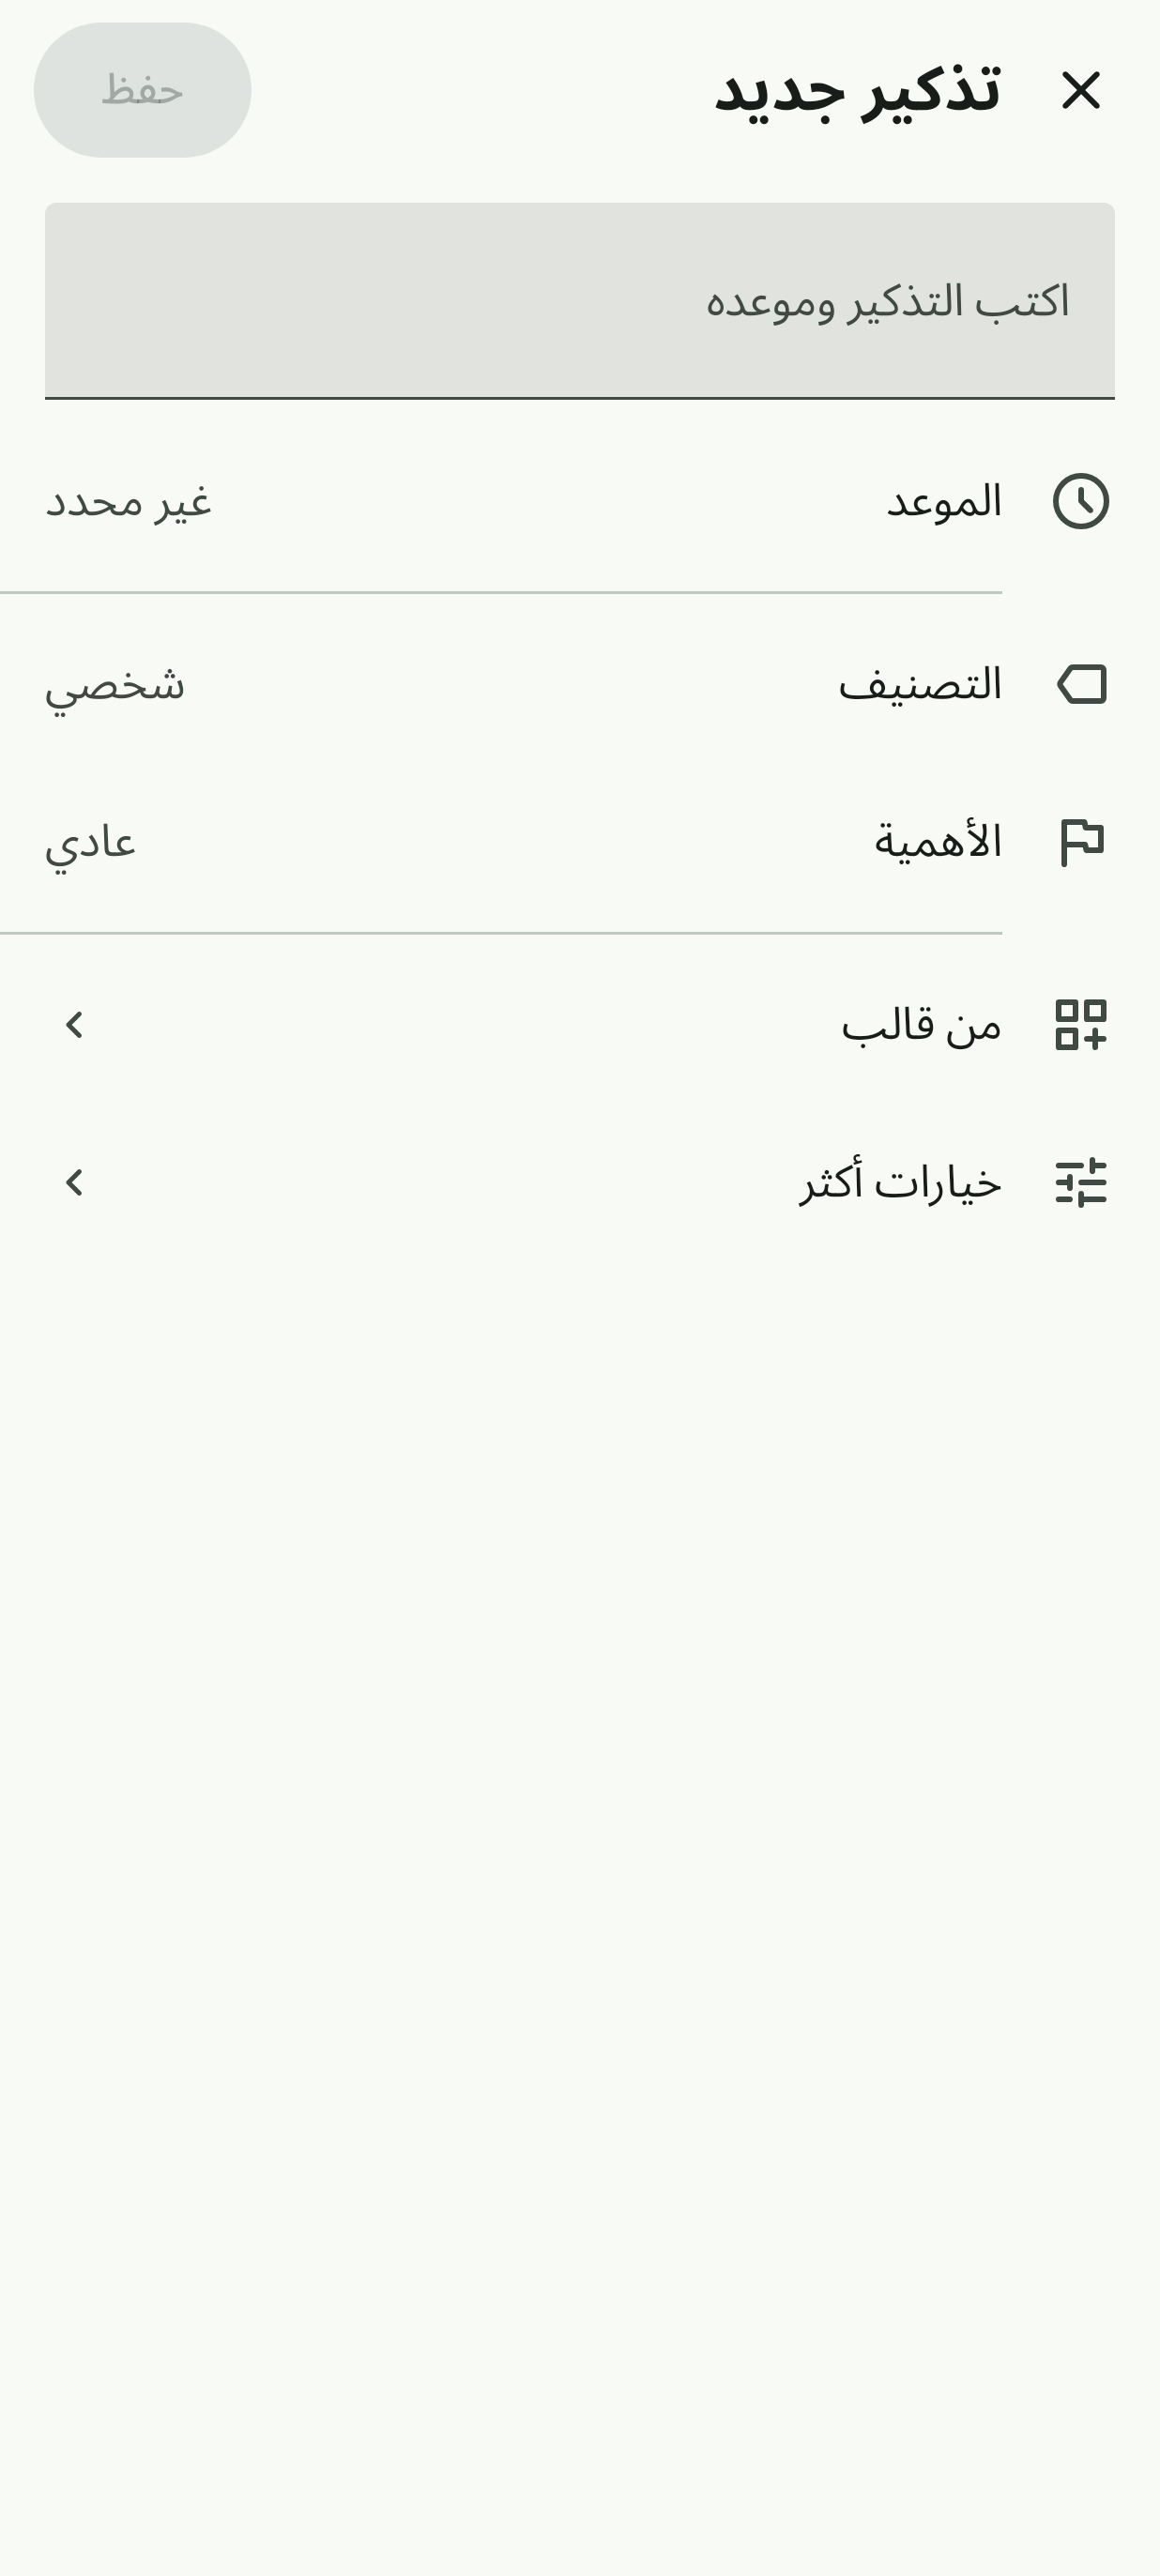 تذكير جديد
حفظ
اكتب التذكير وموعده
الموعد
غير محدد
التصنيف
شخصي
الأهمية
عادي
من قالب
خيارات أكثر